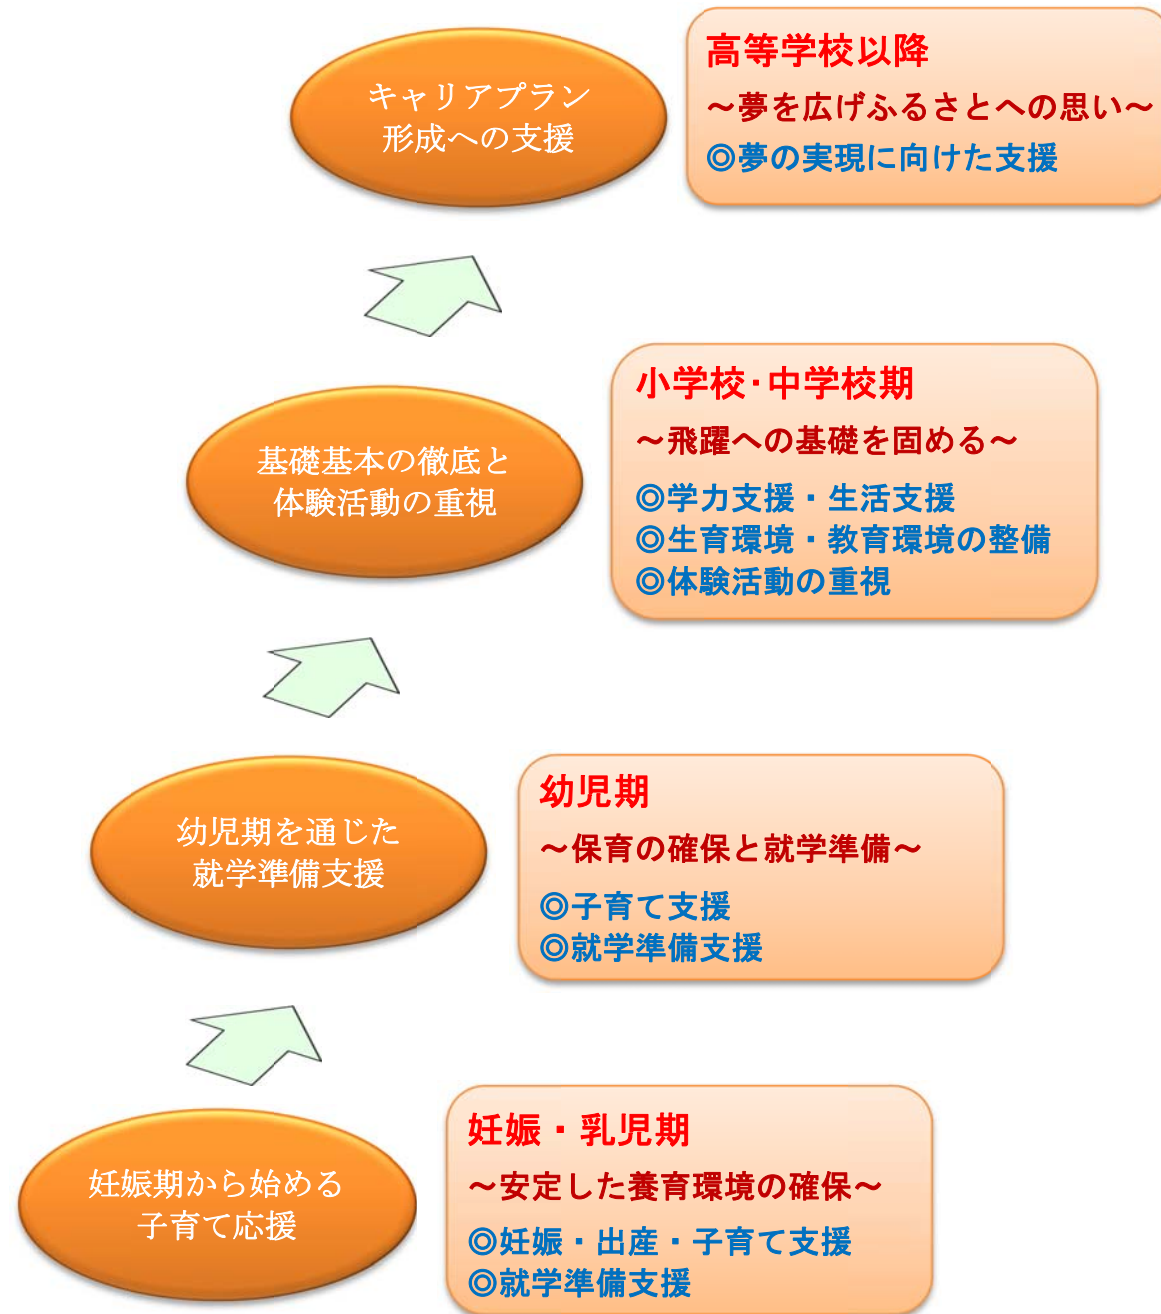 キャリアプラン
形成への支援
高等学校以降
～夢を広げふるさとへの思い～
◎夢の実現に向けた支援
基礎基本の徹底と
体験活動の重視
小学校･中学校期
～飛躍への基礎を固める～
◎学力支援・生活支援
◎生育環境・教育環境の整備
◎体験活動の重視
幼児期を通じた
就学準備支援
幼児期
～保育の確保と就学準備～
◎子育て支援
◎就学準備支援
妊娠期から始める
子育て応援
妊娠・乳児期
～安定した養育環境の確保～
◎妊娠・出産・子育て支援
◎就学準備支援